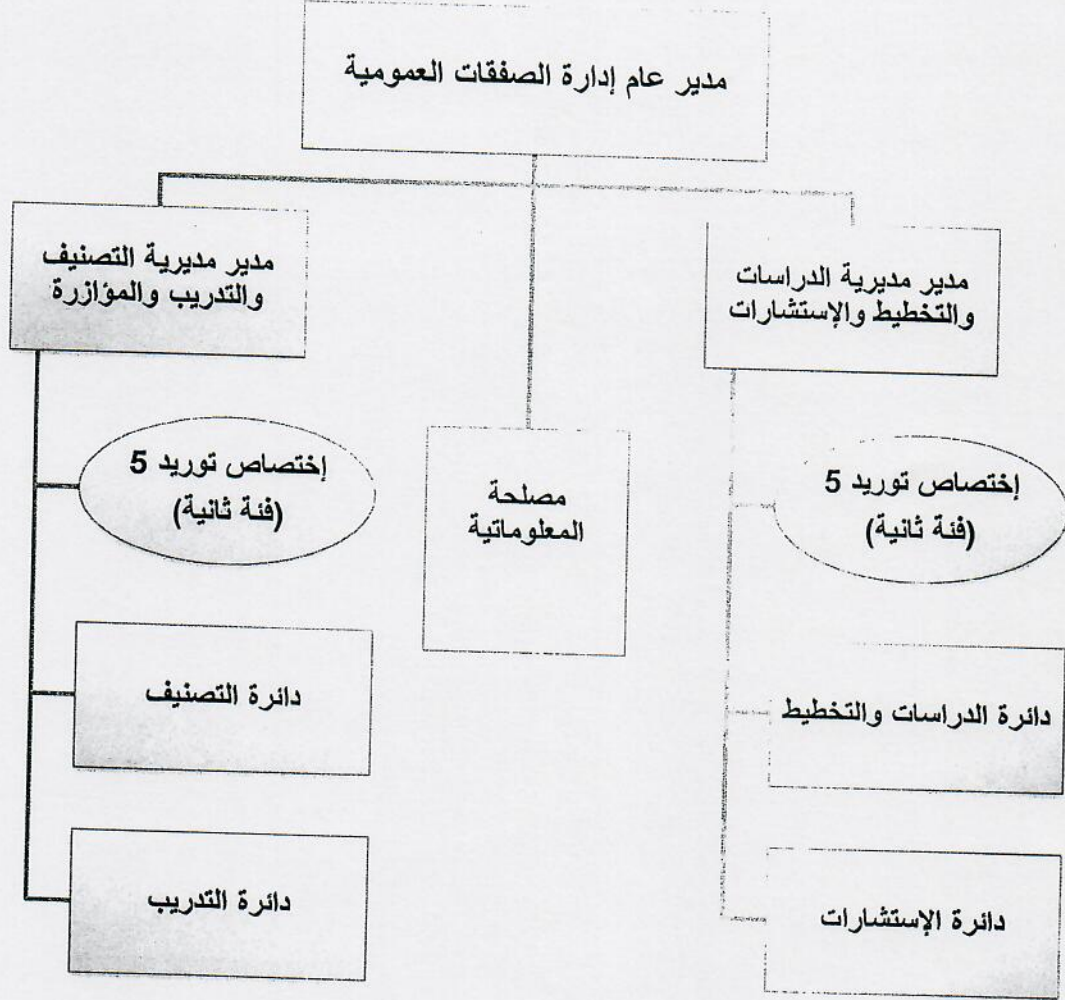 مدير عام إدارة الصفقات العمومية
مدير مديرية الدراسات
والتخطيط والإستشارات
مدير مديرية التصنيف
والتدريب والمؤازرة
إختصاص توريد 5
(فئة ثانية)
مصلحة
المعلوماتية
إختصاص توريد 5
(فئة ثانية)
دائرة الدراسات والتخطيط
دائرة التصنيف
دائرة الإستشارات
دائرة التدريب